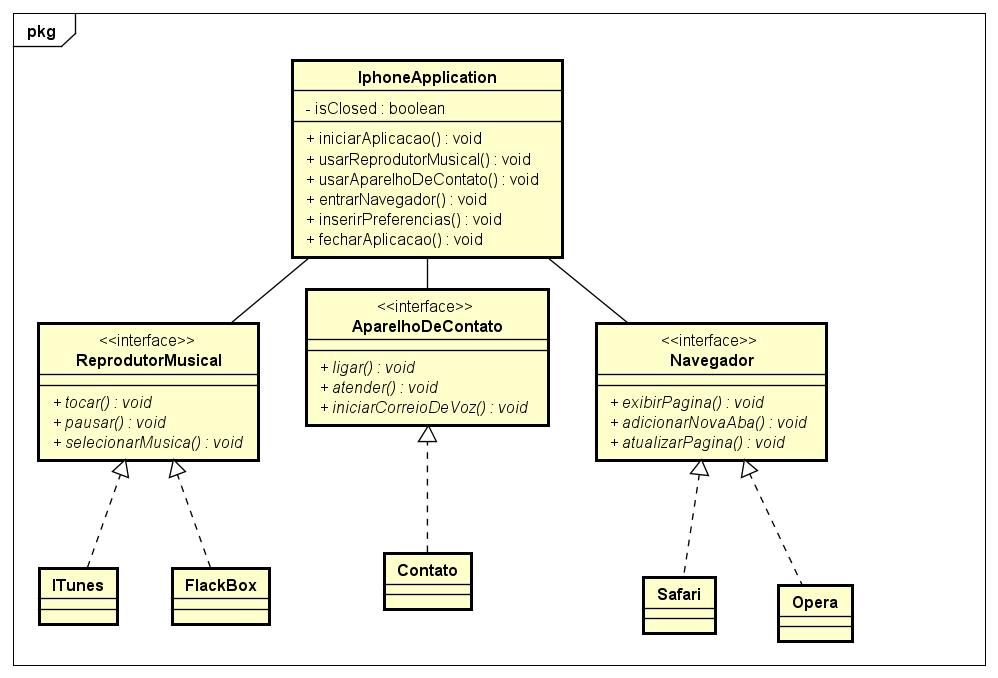 pkg
IphoneApplication
- isClosed : boolean
+ iniciarAplicacao() : void
+ usarReprodutorMusical() : void
+ usarAparelhoDeContato() : void
+ entrarNavegador() : void
+ inserirPreferencias() : void
+ fecharAplicacao() : void
<<interface>>
ReprodutorMusical
+ tocar() : void
+ pausar() : void
+ selecionarMusica() : void
<<interface>>
AparelhoDeContato
+ ligar() : void
+ atender() : void
+ iniciarCorreioDeVoz() : void
<<interface>>
Navegador
+ exibirPagina() : void
+ adicionarNovaAba() : void
+ atualizarPagina() : void
ITunes
FlackBox
Contato
Safari
Opera